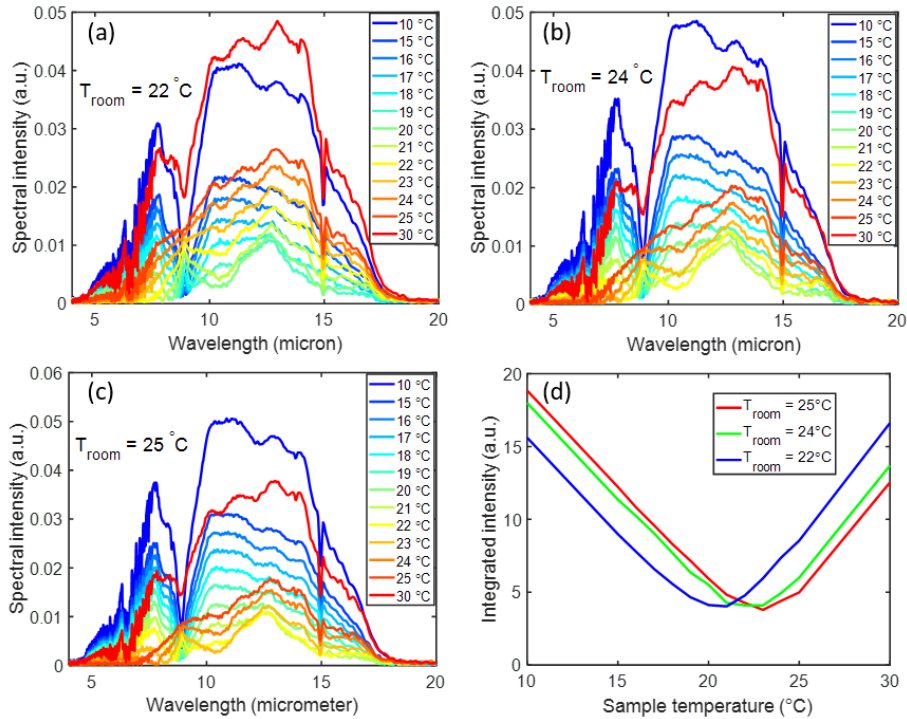 (a)
T_room = 22 °C
Spectral intensity (a.u.)
0.05
0.04
0.03
0.02
0.01
0
5 10 15 20
Wavelength (micron)
10 °C
15 °C
16 °C
17 °C
18 °C
19 °C
20 °C
21 °C
22 °C
23 °C
24 °C
25 °C
30 °C
(b)
T_room = 24 °C
Spectral intensity (a.u.)
0.05
0.04
0.03
0.02
0.01
0
5 10 15 20
Wavelength (micron)
10 °C
15 °C
16 °C
17 °C
18 °C
19 °C
20 °C
21 °C
22 °C
23 °C
24 °C
25 °C
30 °C
(c)
T_room = 25 °C
Spectral intensity (a.u.)
0.06
0.05
0.04
0.03
0.02
0.01
0
5 10 15 20
Wavelength (micrometer)
10 °C
15 °C
16 °C
17 °C
18 °C
19 °C
20 °C
21 °C
22 °C
23 °C
24 °C
25 °C
30 °C
(d)
Integrated intensity (a.u.)
20
15
10
5
0
10 15 20 25 30
Sample temperature (°C)
T_room = 25°C
T_room = 24°C
T_room = 22°C